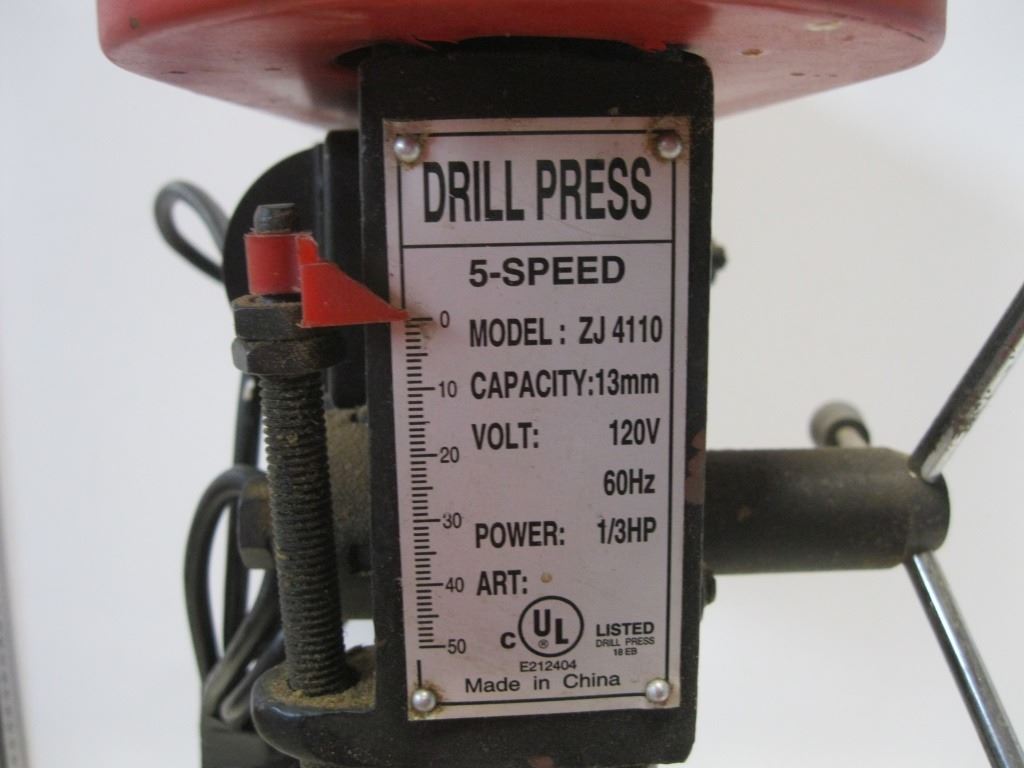 DRILL PRESS
5-SPEED
0
MODEL: ZJ 4110
10
CAPACITY:13mm
VOLT: 120V
20
60Hz
30
POWER: 1/3HP
40
ART:
C UL ® LISTED
DRILL PRESS
18 EB
50
E212404
Made in China